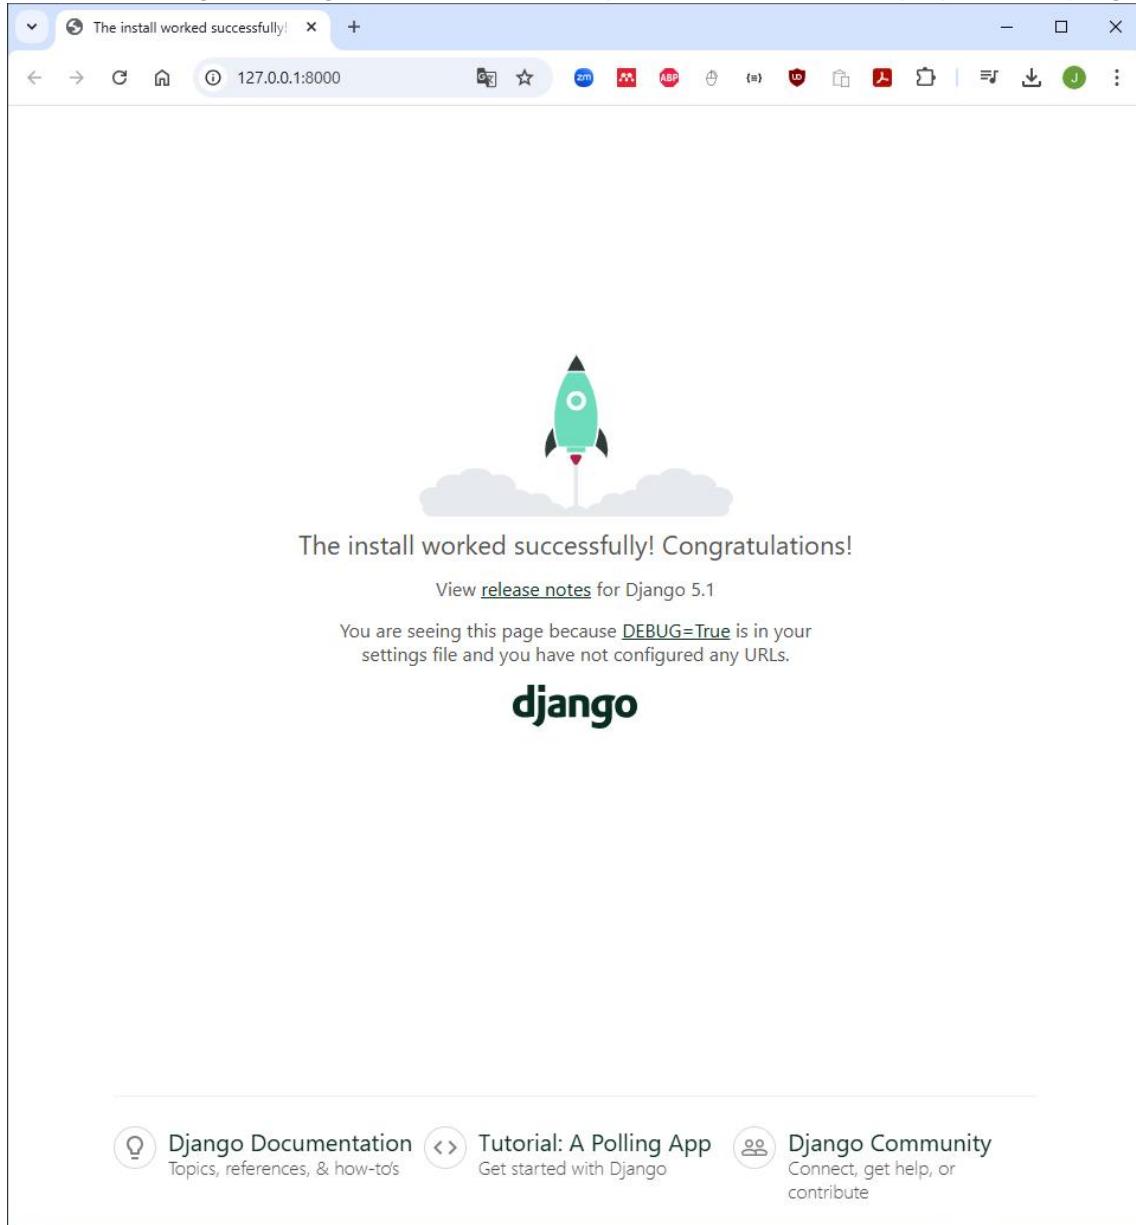 The install worked successfully!
127.0.0.1:8000
zm
ABP
{≡}
UD
J
The install worked successfully! Congratulations!
View release notes for Django 5.1
You are seeing this page because DEBUG=True is in your
settings file and you have not configured any URLs.
django
Django Documentation
Topics, references, & how-to's
Tutorial: A Polling App
Get started with Django
Django Community
Connect, get help, or
contribute